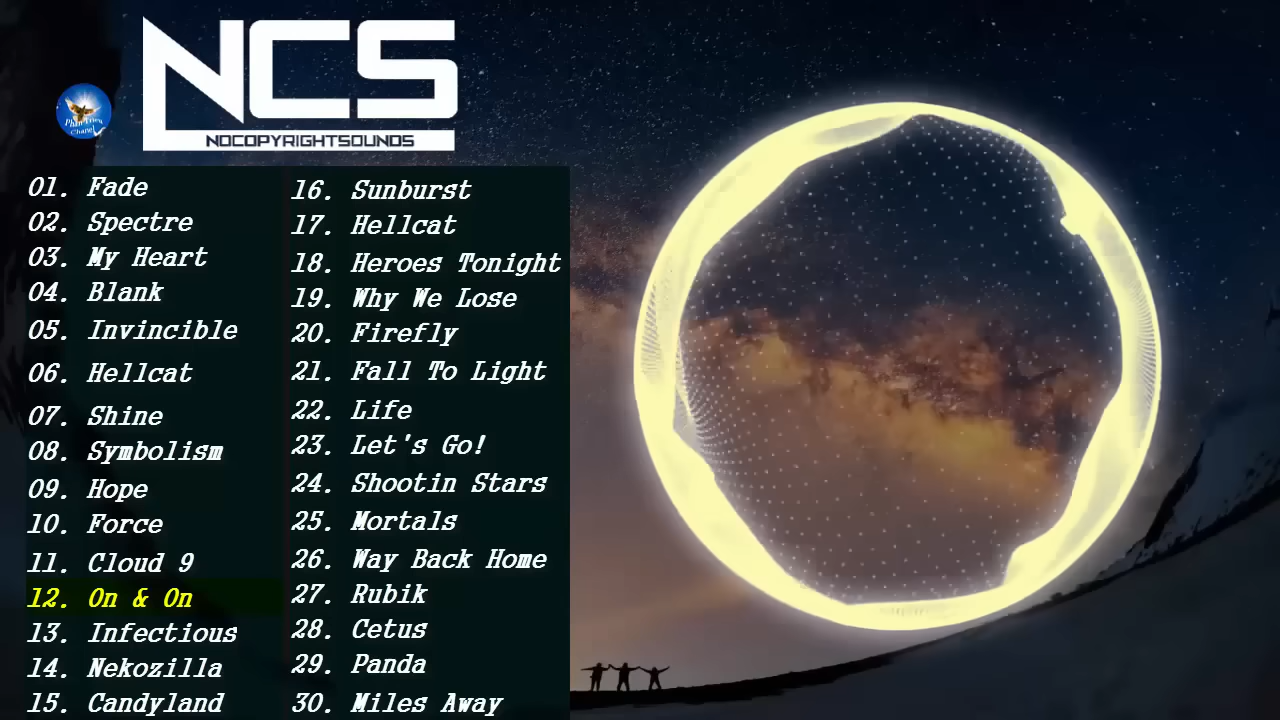 NCS
NOCOPYRIGHTSOUNDS
Phan Trieu
Chanel
01. Fade
02. Spectre
03. My Heart
04. Blank
05. Invincible
06. Hellcat
07. Shine
08. Symbolism
09. Hope
10. Force
11. Cloud 9
12. On & On
13. Infectious
14. Nekozilla
15. Candyland
16. Sunburst
17. Hellcat
18. Heroes Tonight
19. Why We Lose
20. Firefly
21. Fall To Light
22. Life
23. Let's Go!
24. Shootin Stars
25. Mortals
26. Way Back Home
27. Rubik
28. Cetus
29. Panda
30. Miles Away